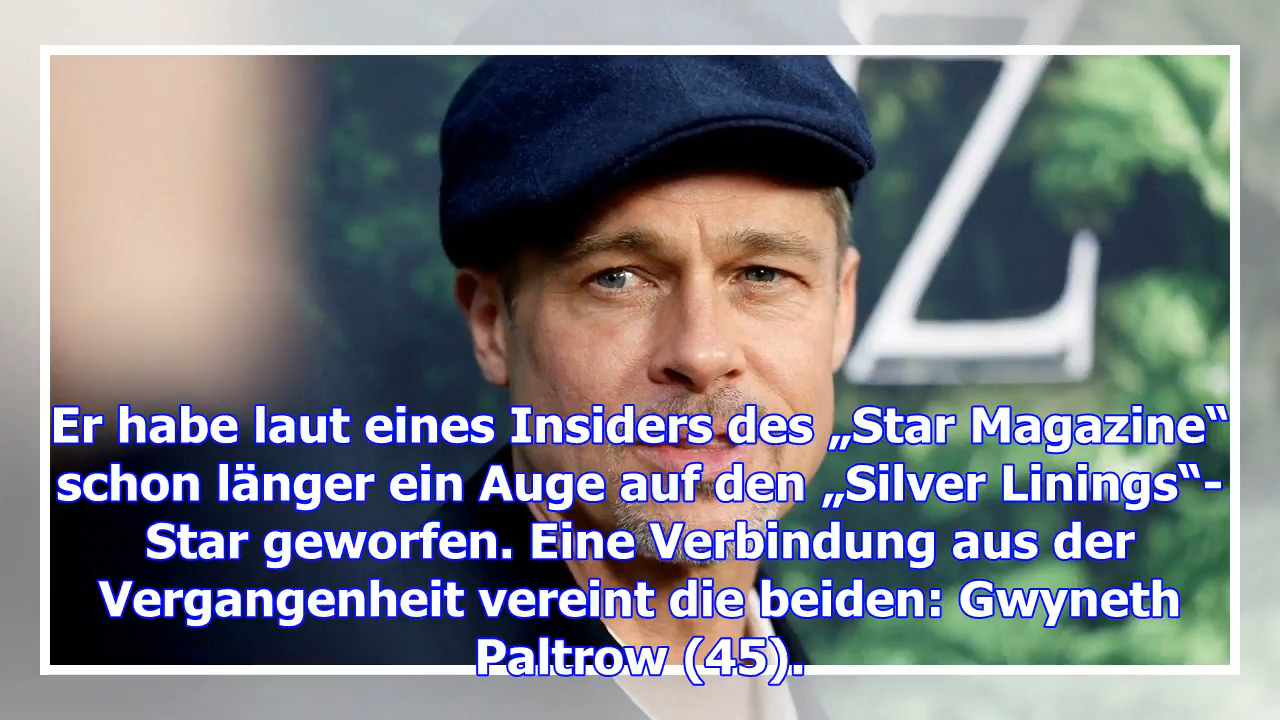 Z
Er habe laut eines Insiders des „Star Magazine“
schon länger ein Auge auf den „Silver Linings“-
Star geworfen. Eine Verbindung aus der
Vergangenheit vereint die beiden: Gwyneth
Paltrow (45).